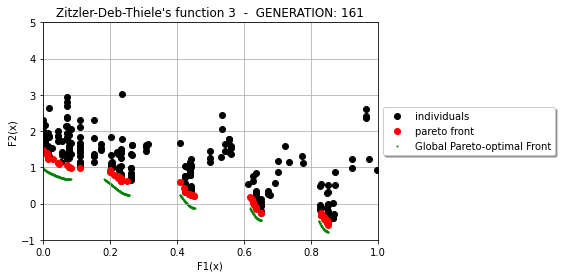 Zitzler-Deb-Thiele's function 3 - GENERATION: 161
5
4
3
2
1
0
−1
F2(x)
0.0 0.2 0.4 0.6 0.8 1.0
F1(x)
individuals
pareto front
Global Pareto-optimal Front